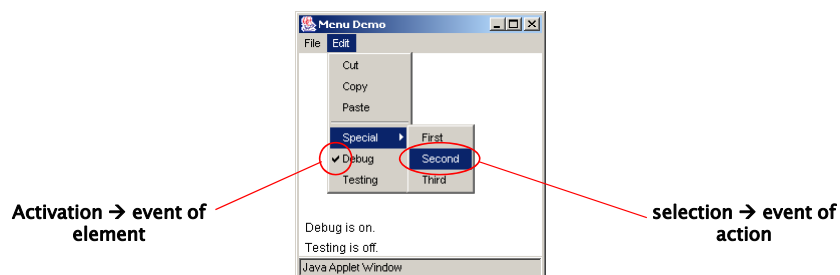 Menu Demo
File Edit
Cut
Copy
Paste
Special First
Debug Second
Testing Third
Activation → event of
element
selection → event of
action
Debug is on.
Testing is off.
Java Applet Window